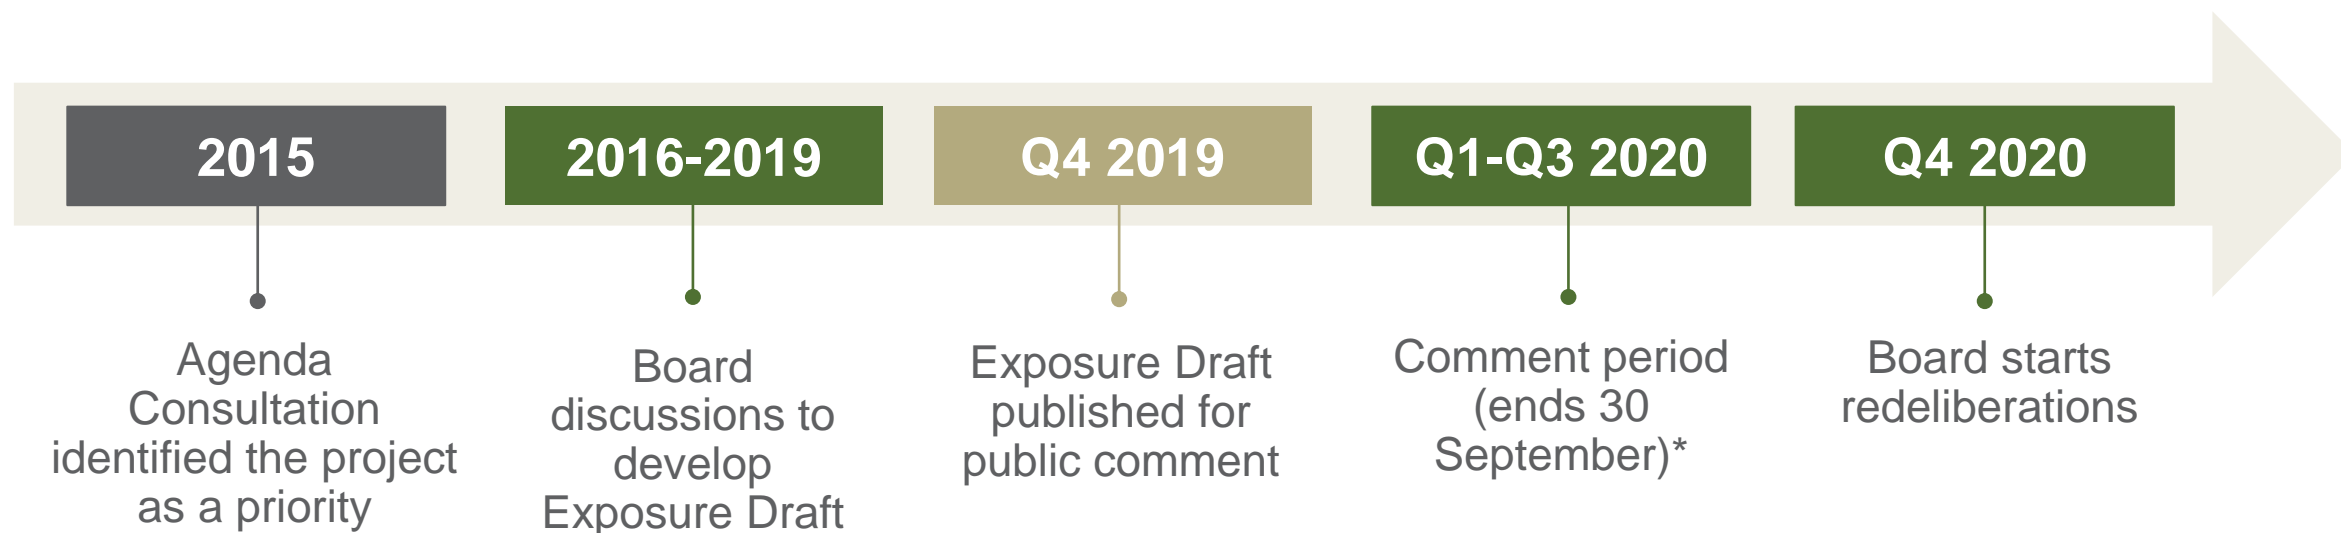 2015
Agenda
Consultation
identified the project
as a priority
2016-2019
Board
discussions to
develop
Exposure Draft
Q4 2019
Exposure Draft
published for
public comment
Q1-Q3 2020
Comment period
(ends 30
September)*
Q4 2020
Board starts
redeliberations